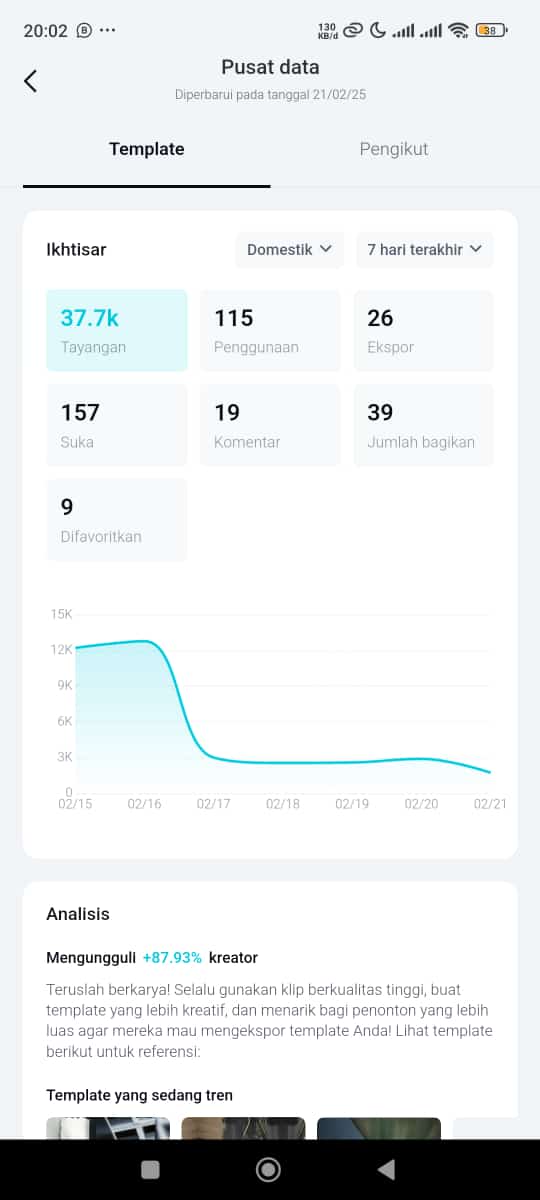 20:02
130
KB/d
38
Pusat data
Diperbarui pada tanggal 21/02/25
Template
Pengikut
Ikhtisar
Domestik
7 hari terakhir
37.7k
Tayangan
115
Penggunaan
26
Ekspor
157
Suka
19
Komentar
39
Jumlah bagikan
9
Difavoritkan
15K
12K
9K
6K
3K
0
02/15 02/16 02/17 02/18 02/19 02/20 02/21
Analisis
Mengungguli +87.93% kreator
Teruslah berkarya! Selalu gunakan klip berkualitas tinggi, buat
template yang lebih kreatif, dan menarik bagi penonton yang lebih
luas agar mereka mau mengekspor template Anda! Lihat template
berikut untuk referensi:
Template yang sedang tren